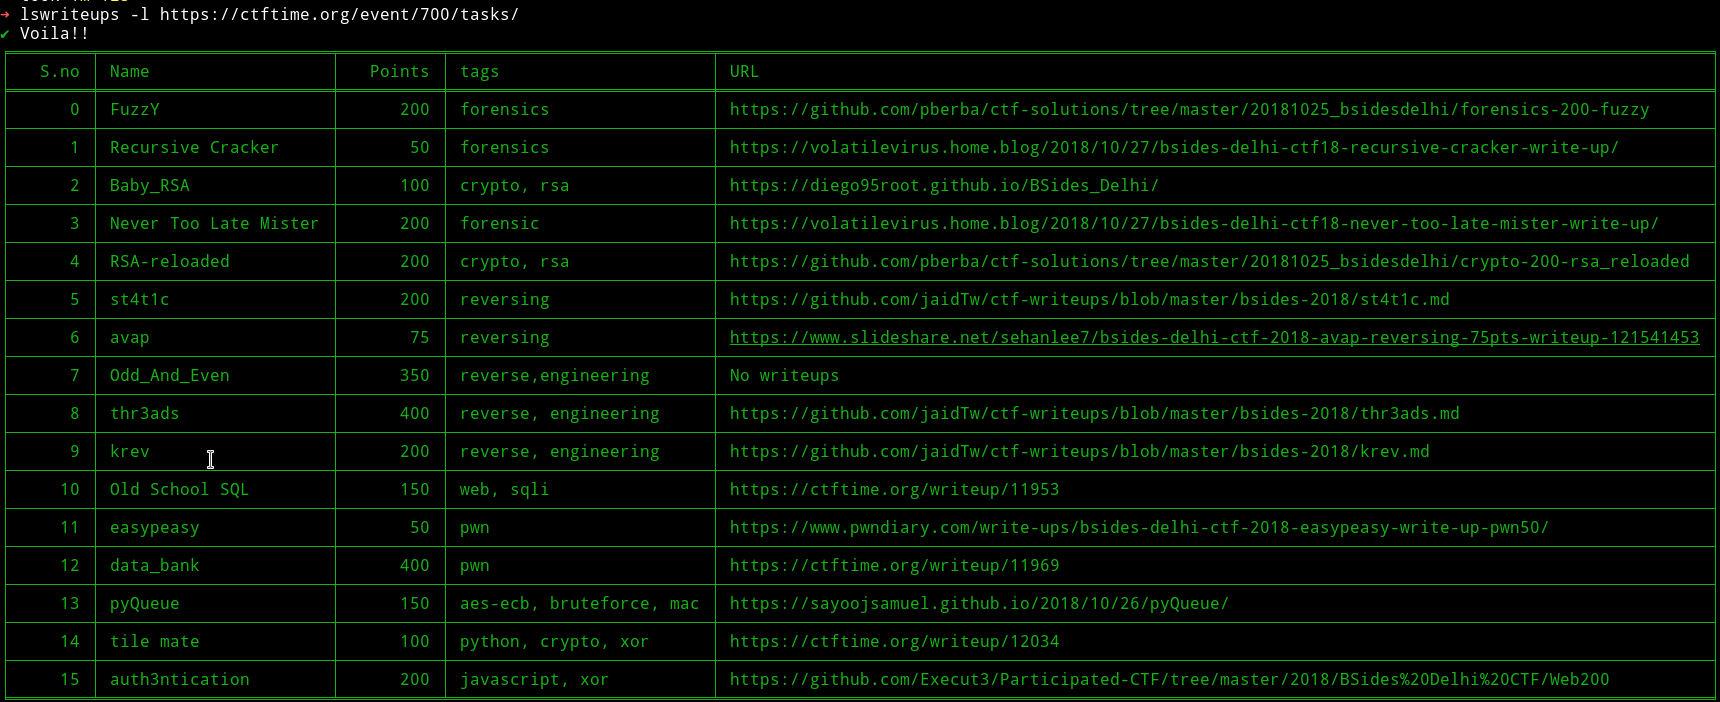 ➜ lswriteups -l https://ctftime.org/event/700/tasks/
✔ Voila!!
S.no Name Points tags URL
0 FuzzY 200 forensics https://github.com/pberba/ctf-solutions/tree/master/20181025_bsidesdelhi/forensics-200-fuzzy
1 Recursive Cracker 50 forensics https://volatilevirus.home.blog/2018/10/27/bsides-delhi-ctf18-recursive-cracker-write-up/
2 Baby_RSA 100 crypto, rsa https://diego95root.github.io/BSides_Delhi/
3 Never Too Late Mister 200 forensic https://volatilevirus.home.blog/2018/10/27/bsides-delhi-ctf18-never-too-late-mister-write-up/
4 RSA-reloaded 200 crypto, rsa https://github.com/pberba/ctf-solutions/tree/master/20181025_bsidesdelhi/crypto-200-rsa_reloaded
5 st4t1c 200 reversing https://github.com/jaidTw/ctf-writeups/blob/master/bsides-2018/st4t1c.md
6 avap 75 reversing https://www.slideshare.net/sehanlee7/bsides-delhi-ctf-2018-avap-reversing-75pts-writeup-121541453
7 Odd_And_Even 350 reverse,engineering No writeups
8 thr3ads 400 reverse, engineering https://github.com/jaidTw/ctf-writeups/blob/master/bsides-2018/thr3ads.md
9 krev 200 reverse, engineering https://github.com/jaidTw/ctf-writeups/blob/master/bsides-2018/krev.md
10 Old School SQL 150 web, sqli https://ctftime.org/writeup/11953
11 easypeasy 50 pwn https://www.pwndiary.com/write-ups/bsides-delhi-ctf-2018-easypeasy-write-up-pwn50/
12 data_bank 400 pwn https://ctftime.org/writeup/11969
13 pyQueue 150 aes-ecb, bruteforce, mac https://sayoojsamuel.github.io/2018/10/26/pyQueue/
14 tile mate 100 python, crypto, xor https://ctftime.org/writeup/12034
15 auth3ntication 200 javascript, xor https://github.com/Execut3/Participated-CTF/tree/master/2018/BSides%20Delhi%20CTF/Web200